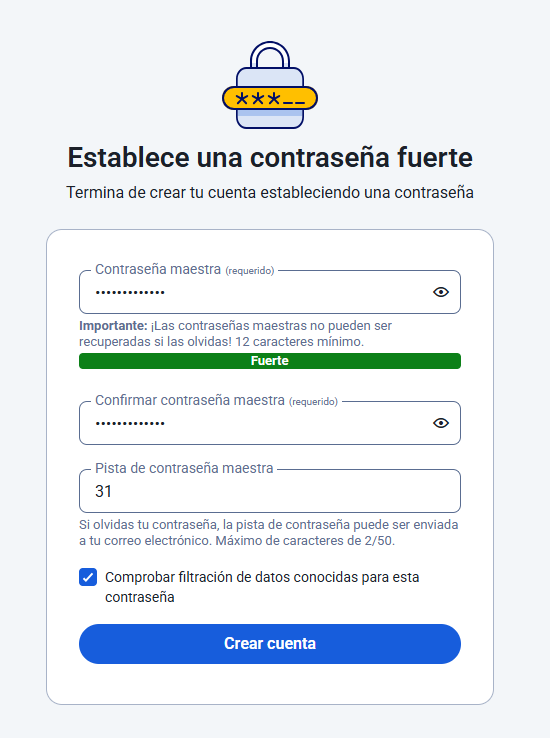 ***__
Establece una contraseña fuerte
Termina de crear tu cuenta estableciendo una contraseña
Contraseña maestra (requerido)
•••••••••••••
Importante: ¡Las contraseñas maestras no pueden ser
recuperadas si las olvidas! 12 caracteres mínimo.
Fuerte
Confirmar contraseña maestra (requerido)
•••••••••••••
Pista de contraseña maestra
31
Si olvidas tu contraseña, la pista de contraseña puede ser enviada
a tu correo electrónico. Máximo de caracteres de 2/50.
Comprobar filtración de datos conocidas para esta
contraseña
Crear cuenta